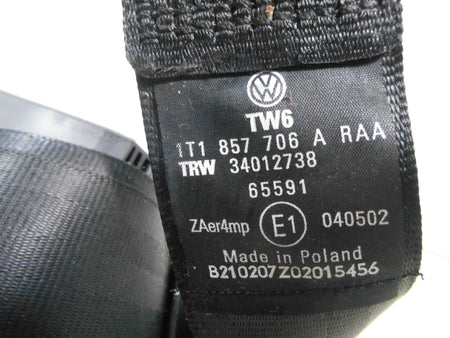 TW6
1T1 857 706 A RAA
TRW 34012738
65591
ZAer4mp E1 040502
Made in Poland
B210207Z02015456